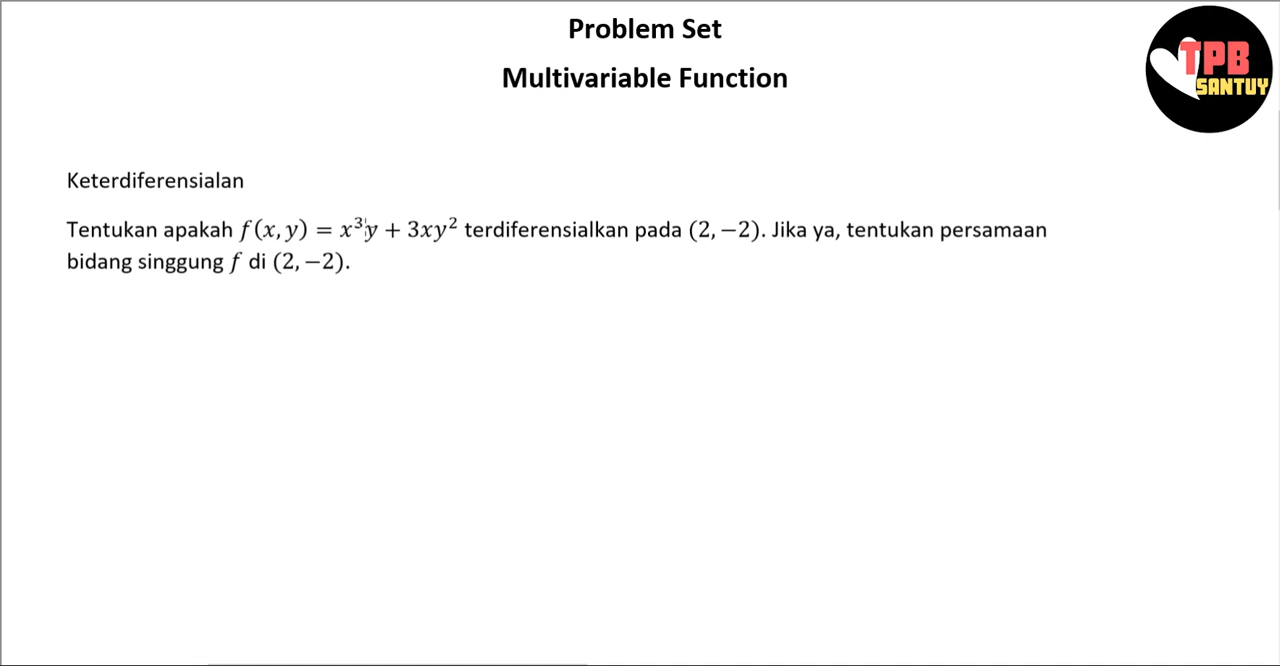 Problem Set
Multivariable Function
TPB
SANTUY
Keterdiferensialan
Tentukan apakah f(x, y) = x³y + 3xy² terdiferensialkan pada (2, −2). Jika ya, tentukan persamaan
bidang singgung f di (2, −2).